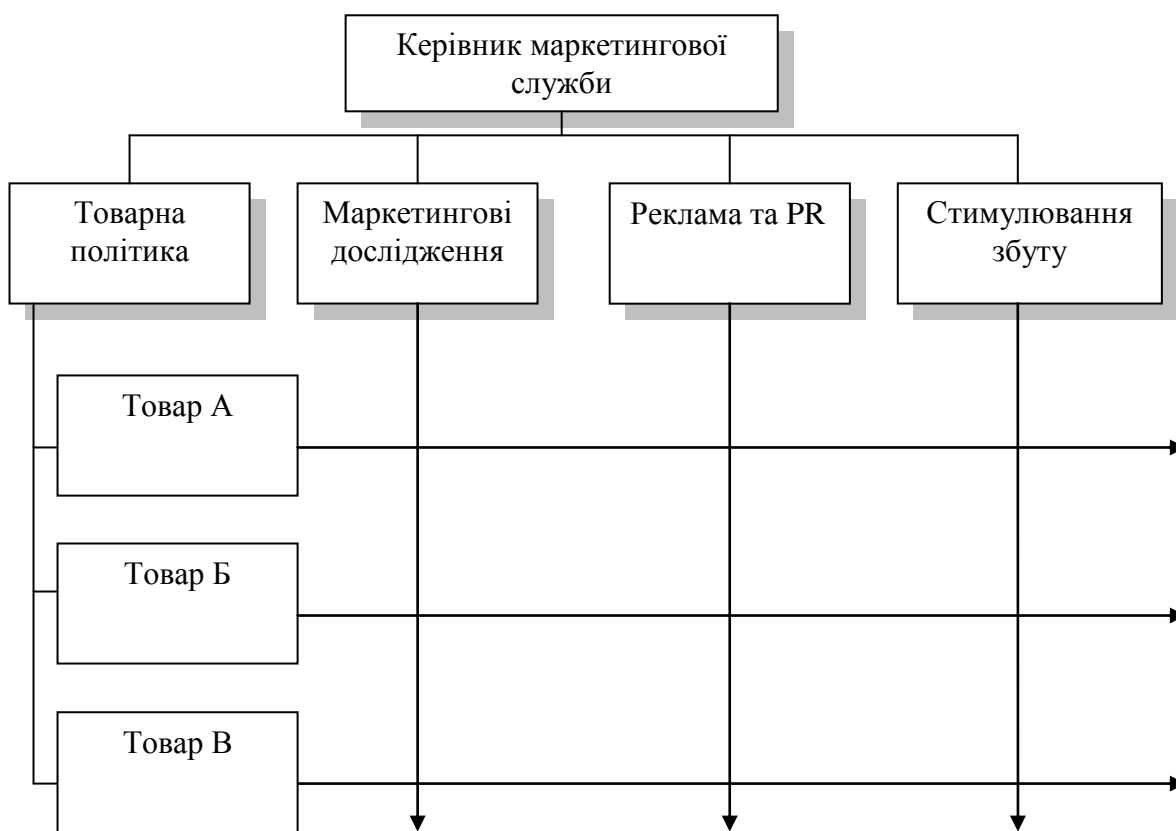 Керівник маркетингової
служби
Товарна
політика
Маркетингові
дослідження
Реклама та PR
Стимулювання
збуту
Товар А
Товар Б
Товар В